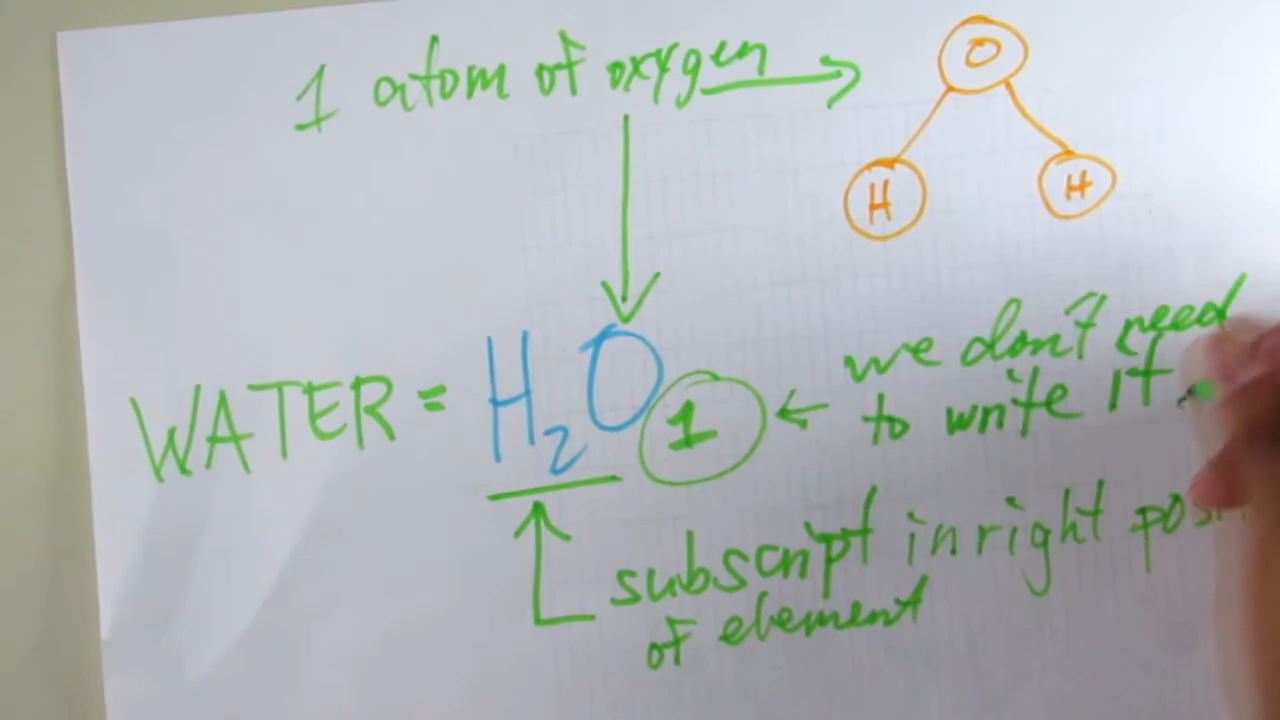 1 atom of oxygen
O
H H
WATER = H₂O 1
we don't need
to write it
subscript in right
of element